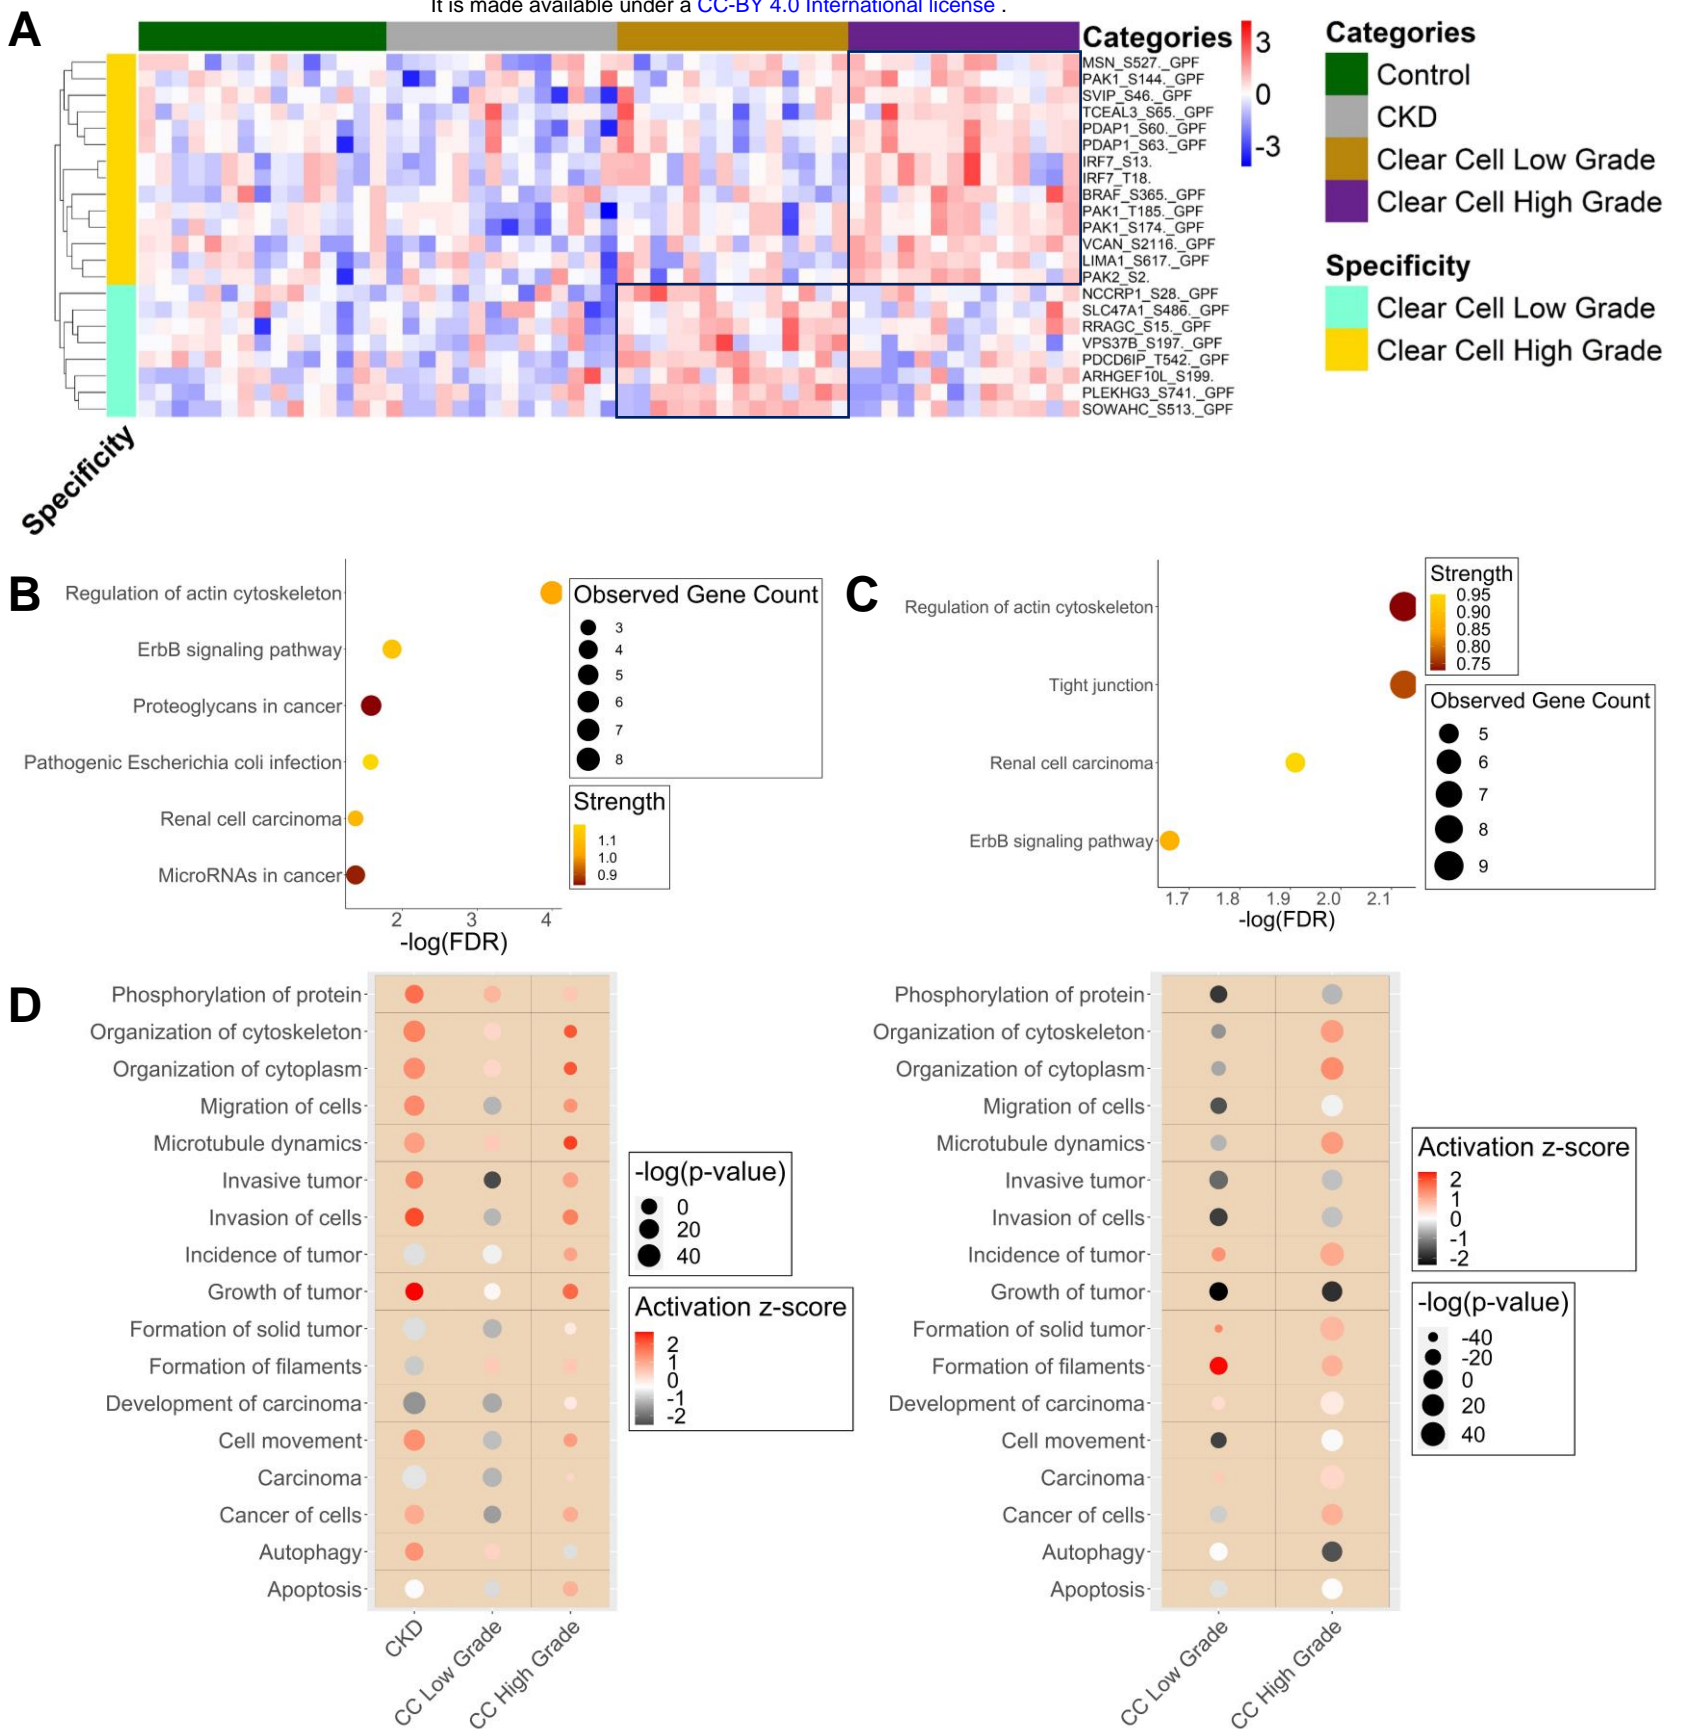 It is made available under a CC-BY 4.0 International license .
A
Categories
3
0
-3
MSN_S527._GPF
PAK1_S144._GPF
SVIP_S46._GPF
TCEAL3_S65._GPF
PDAP1_S60._GPF
PDAP1_S63._GPF
IRF7_S13.
IRF7_T18.
BRAF_S365._GPF
PAK1_T185._GPF
PAK1_S174._GPF
VCAN_S2116._GPF
LIMA1_S617._GPF
PAK2_S2.
NCCRP1_S28._GPF
SLC47A1_S486._GPF
RRAGC_S15._GPF
VPS37B_S197._GPF
PDCD6IP_T542._GPF
ARHGEF10L_S199.
PLEKHG3_S741._GPF
SOWAHC_S513._GPF
Specificity
Categories
Control
CKD
Clear Cell Low Grade
Clear Cell High Grade
Specificity
Clear Cell Low Grade
Clear Cell High Grade
B
Regulation of actin cytoskeleton
ErbB signaling pathway
Proteoglycans in cancer
Pathogenic Escherichia coli infection
Renal cell carcinoma
MicroRNAs in cancer
2 3 4
-log(FDR)
Observed Gene Count
3
4
5
6
7
8
Strength
1.1
1.0
0.9
C
Regulation of actin cytoskeleton
Tight junction
Renal cell carcinoma
ErbB signaling pathway
1.7 1.8 1.9 2.0 2.1
-log(FDR)
Strength
0.95
0.90
0.85
0.80
0.75
Observed Gene Count
5
6
7
8
9
D
Phosphorylation of protein
Organization of cytoskeleton
Organization of cytoplasm
Migration of cells
Microtubule dynamics
Invasive tumor
Invasion of cells
Incidence of tumor
Growth of tumor
Formation of solid tumor
Formation of filaments
Development of carcinoma
Cell movement
Carcinoma
Cancer of cells
Autophagy
Apoptosis
CKD
CC Low Grade
CC High Grade
-log(p-value)
0
20
40
Activation z-score
2
1
0
-1
-2
Phosphorylation of protein
Organization of cytoskeleton
Organization of cytoplasm
Migration of cells
Microtubule dynamics
Invasive tumor
Invasion of cells
Incidence of tumor
Growth of tumor
Formation of solid tumor
Formation of filaments
Development of carcinoma
Cell movement
Carcinoma
Cancer of cells
Autophagy
Apoptosis
CC Low Grade
CC High Grade
Activation z-score
2
1
0
-1
-2
-log(p-value)
-40
-20
0
20
40